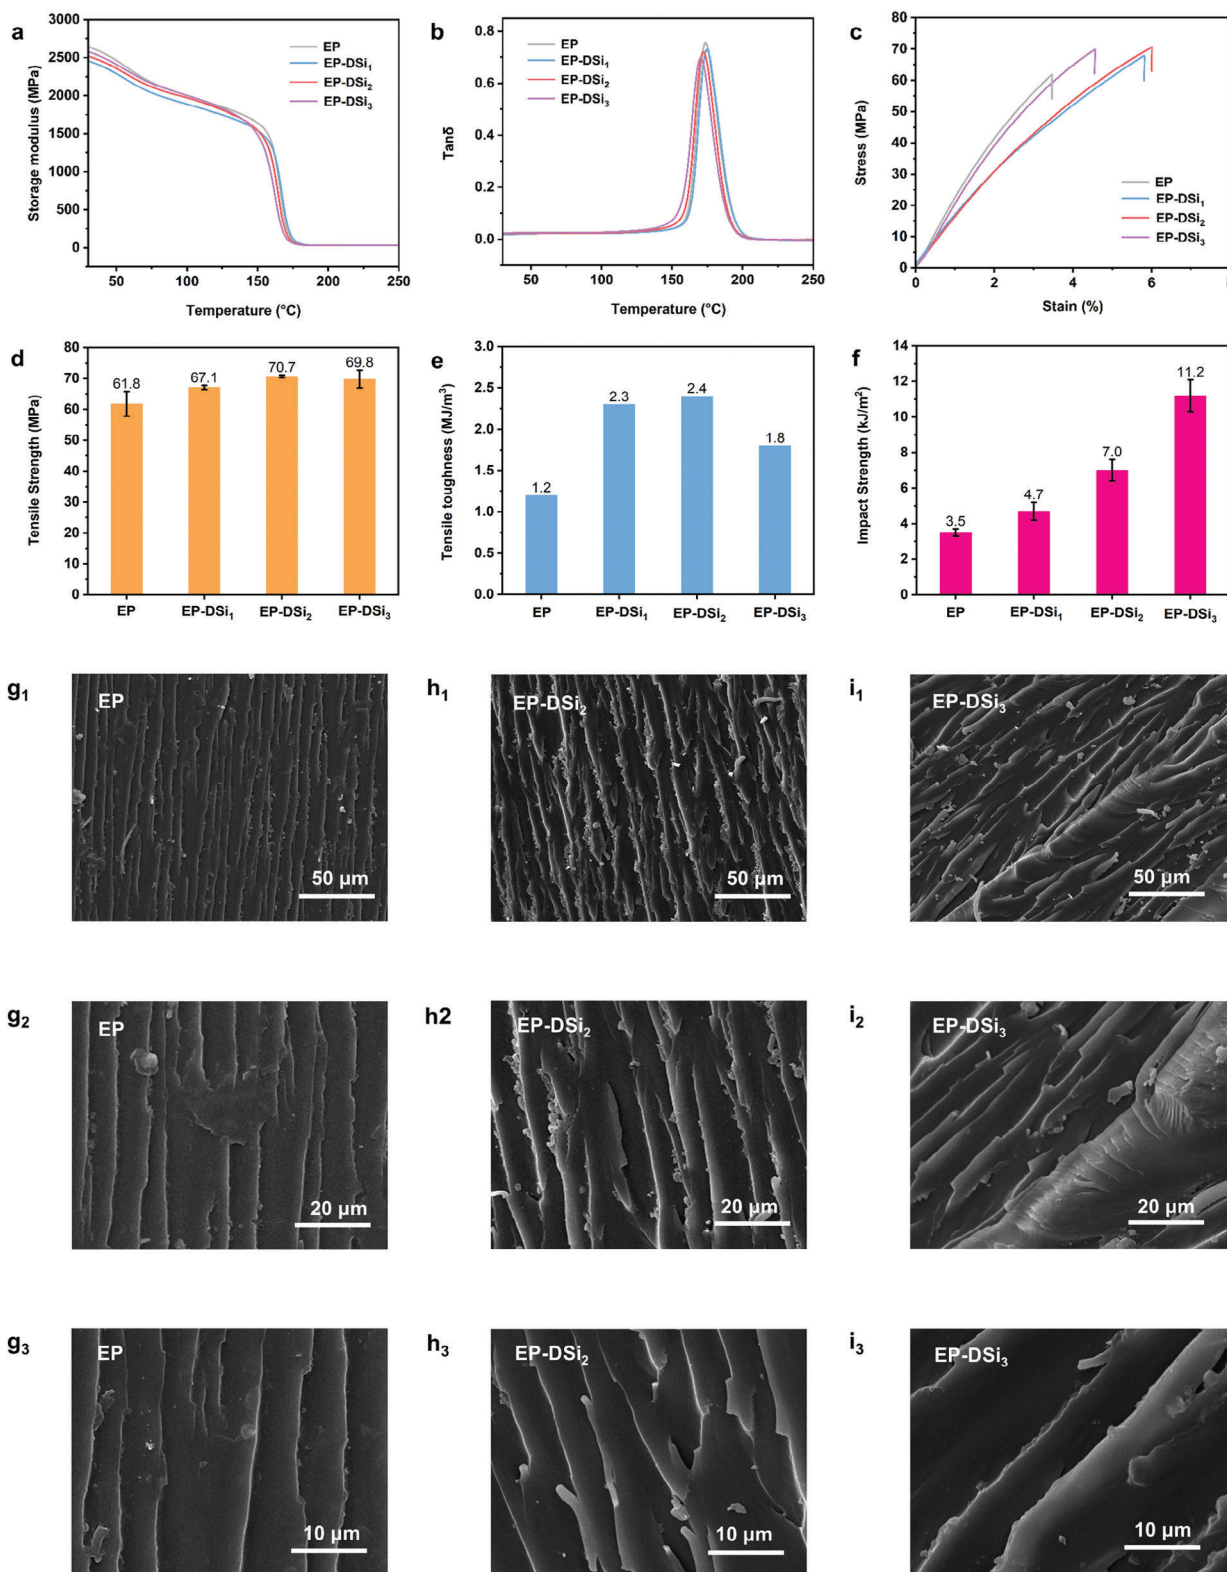 a
3000
2500
2000
1500
1000
500
0
Storage modulus (MPa)
50 100 150 200 250
Temperature (°C)
EP
EP-DSi₁
EP-DSi₂
EP-DSi₃
b
0.8
0.6
0.4
0.2
0.0
Tanδ
50 100 150 200 250
Temperature (°C)
EP
EP-DSi₁
EP-DSi₂
EP-DSi₃
c
80
70
60
50
40
30
20
10
0
Stress (MPa)
0 2 4 6
Stain (%)
EP
EP-DSi₁
EP-DSi₂
EP-DSi₃
d
80
70
60
50
40
30
20
10
0
Tensile Strength (MPa)
61.8 67.1 70.7 69.8
EP EP-DSi₁ EP-DSi₂ EP-DSi₃
e
3.0
2.5
2.0
1.5
1.0
0.5
0.0
Tensile toughness (MJ/m³)
1.2 2.3 2.4 1.8
EP EP-DSi₁ EP-DSi₂ EP-DSi₃
f
14
12
10
8
6
4
2
0
Impact Strength (kJ/m²)
3.5 4.7 7.0 11.2
EP EP-DSi₁ EP-DSi₂ EP-DSi₃
g₁
EP
50 μm
h₁
EP-DSi₂
50 μm
i₁
EP-DSi₃
50 μm
g₂
EP
20 μm
h2
EP-DSi₂
20 μm
i₂
EP-DSi₃
20 μm
g₃
EP
10 μm
h₃
EP-DSi₂
10 μm
i₃
EP-DSi₃
10 μm